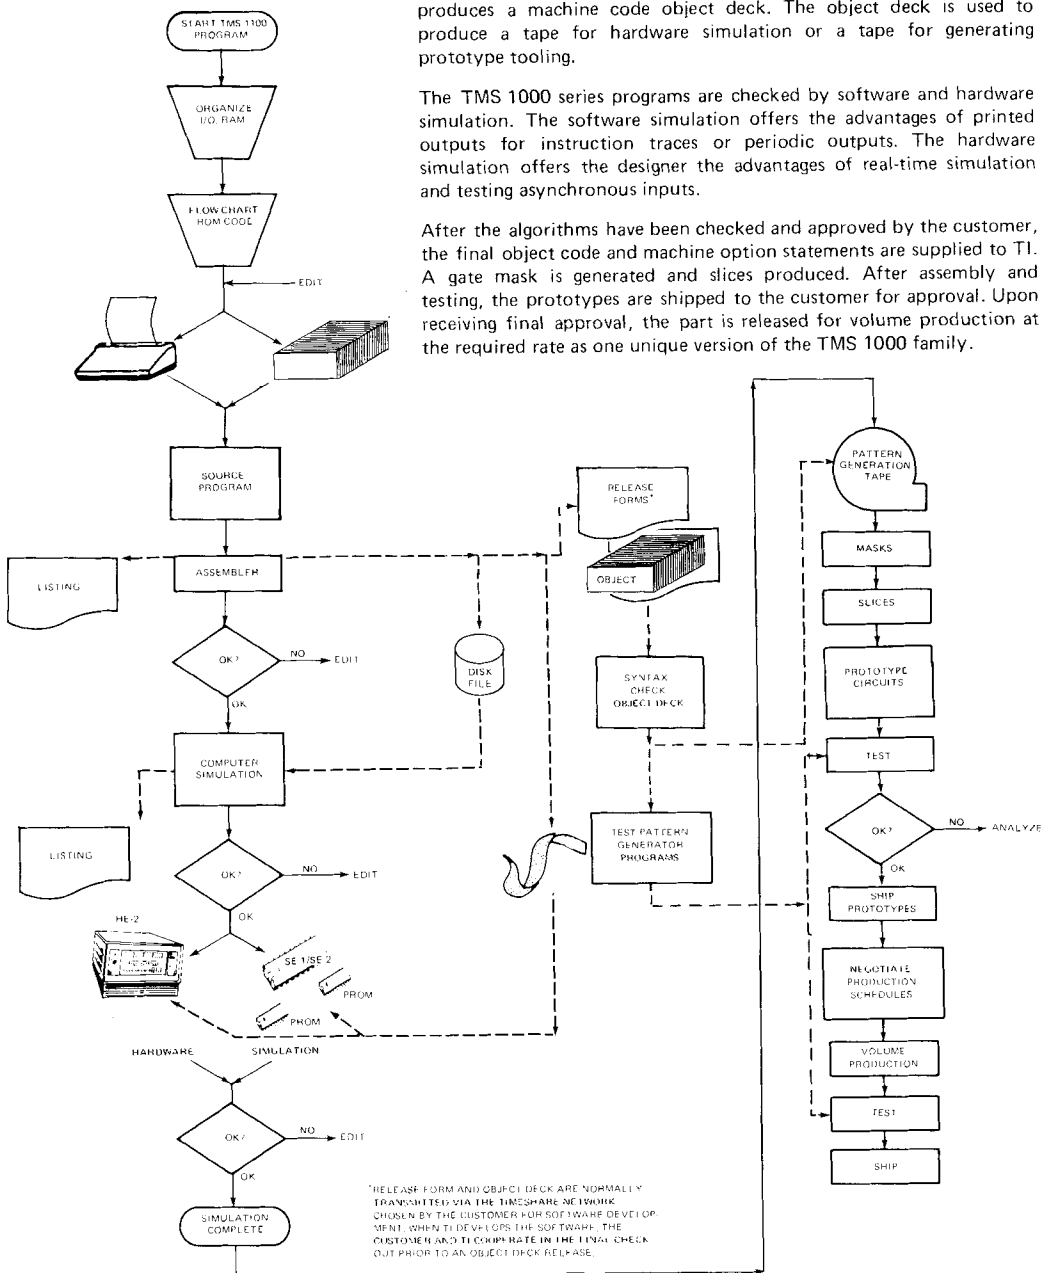 produces a machine code object deck. The object deck is used to
produce a tape for hardware simulation or a tape for generating
prototype tooling.
The TMS 1000 series programs are checked by software and hardware
simulation. The software simulation offers the advantages of printed
outputs for instruction traces or periodic outputs. The hardware
simulation offers the designer the advantages of real-time simulation
and testing asynchronous inputs.
After the algorithms have been checked and approved by the customer,
the final object code and machine option statements are supplied to TI.
A gate mask is generated and slices produced. After assembly and
testing, the prototypes are shipped to the customer for approval. Upon
receiving final approval, the part is released for volume production at
the required rate as one unique version of the TMS 1000 family.
START TMS 1100
PROGRAM
ORGANIZE
I/O, RAM
FLOWCHART
ROM CODE
EDIT
SOURCE
PROGRAM
ASSEMBLER
LISTING
OK?
NO
EDIT
OK
DISK
FILE
COMPUTER
SIMULATION
LISTING
OK?
NO
EDIT
OK
HE-2
SE 1/SE 2
PROM
PROM
HARDWARE
SIMULATION
OK?
NO
EDIT
OK
SIMULATION
COMPLETE
RELEASE
FORMS*
OBJECT
SYNTAX
CHECK
OBJECT DECK
TEST PATTERN
GENERATOR
PROGRAMS
PATTERN
GENERATION
TAPE
MASKS
SLICES
PROTOTYPE
CIRCUITS
TEST
OK?
NO
ANALYZE
OK
SHIP
PROTOTYPES
NEGOTIATE
PRODUCTION
SCHEDULES
VOLUME
PRODUCTION
TEST
SHIP
*RELEASE FORM AND OBJECT DECK ARE NORMALLY
TRANSMITTED VIA THE TIMESHARE NETWORK
CHOSEN BY THE CUSTOMER FOR SOFTWARE DEVELOP-
MENT. WHEN TI DEVELOPS THE SOFTWARE, THE
CUSTOMER AND TI COOPERATE IN THE FINAL CHECK
OUT PRIOR TO AN OBJECT DECK RELEASE.